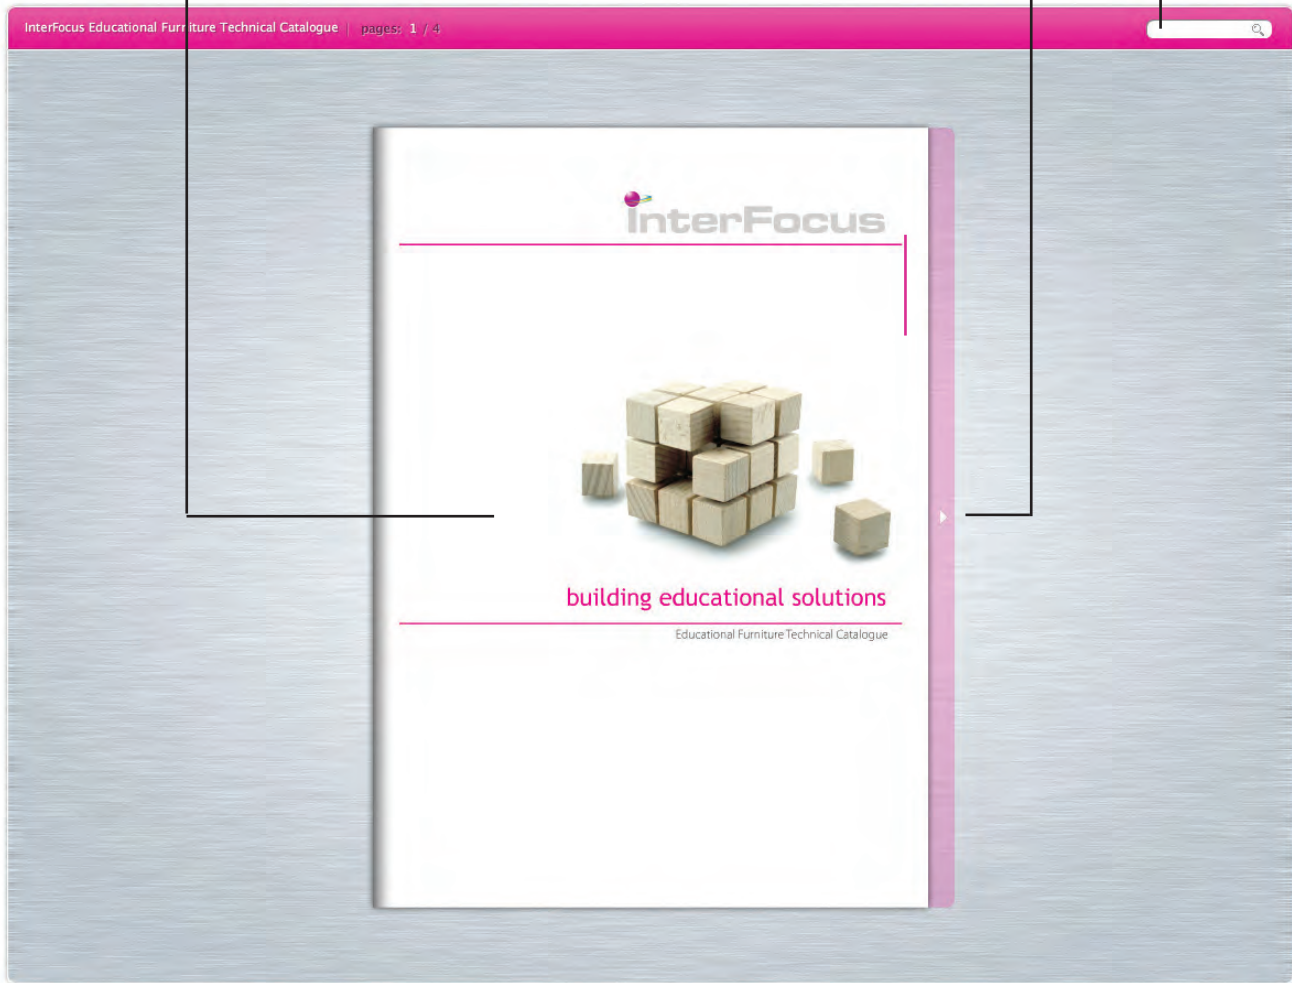 InterFocus Educational Furniture Technical Catalogue | pages: 1 / 4
interFocus
building educational solutions
Educational Furniture Technical Catalogue